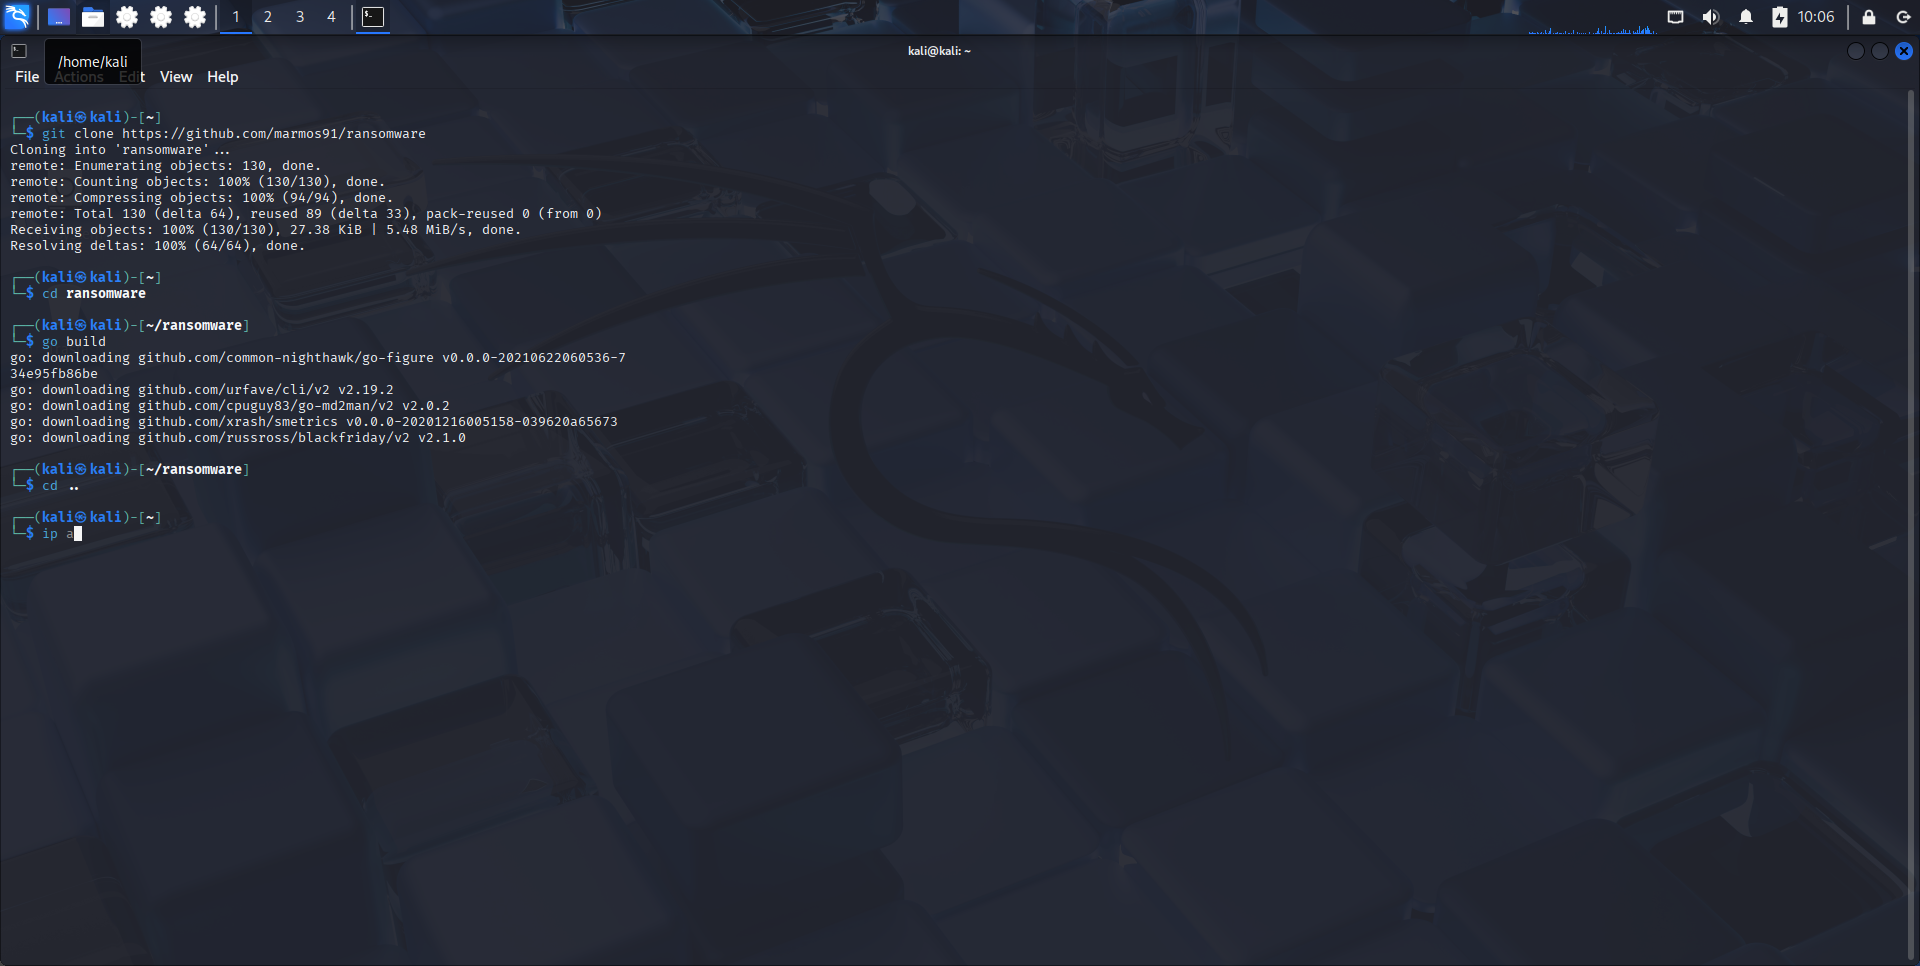 1 2 3 4 10:06
kali@kali: ~
/home/kali
File Actions Edit View Help
┌──(kali㉿kali)-[~]
└─$ git clone https://github.com/marmos91/ransomware
Cloning into 'ransomware'...
remote: Enumerating objects: 130, done.
remote: Counting objects: 100% (130/130), done.
remote: Compressing objects: 100% (94/94), done.
remote: Total 130 (delta 64), reused 89 (delta 33), pack-reused 0 (from 0)
Receiving objects: 100% (130/130), 27.38 KiB | 5.48 MiB/s, done.
Resolving deltas: 100% (64/64), done.
┌──(kali㉿kali)-[~]
└─$ cd ransomware
┌──(kali㉿kali)-[~/ransomware]
└─$ go build
go: downloading github.com/common-nighthawk/go-figure v0.0.0-20210622060536-7
34e95fb86be
go: downloading github.com/urfave/cli/v2 v2.19.2
go: downloading github.com/cpuguy83/go-md2man/v2 v2.0.2
go: downloading github.com/xrash/smetrics v0.0.0-20201216005158-039620a65673
go: downloading github.com/russross/blackfriday/v2 v2.1.0
┌──(kali㉿kali)-[~/ransomware]
└─$ cd ..
┌──(kali㉿kali)-[~]
└─$ ip a